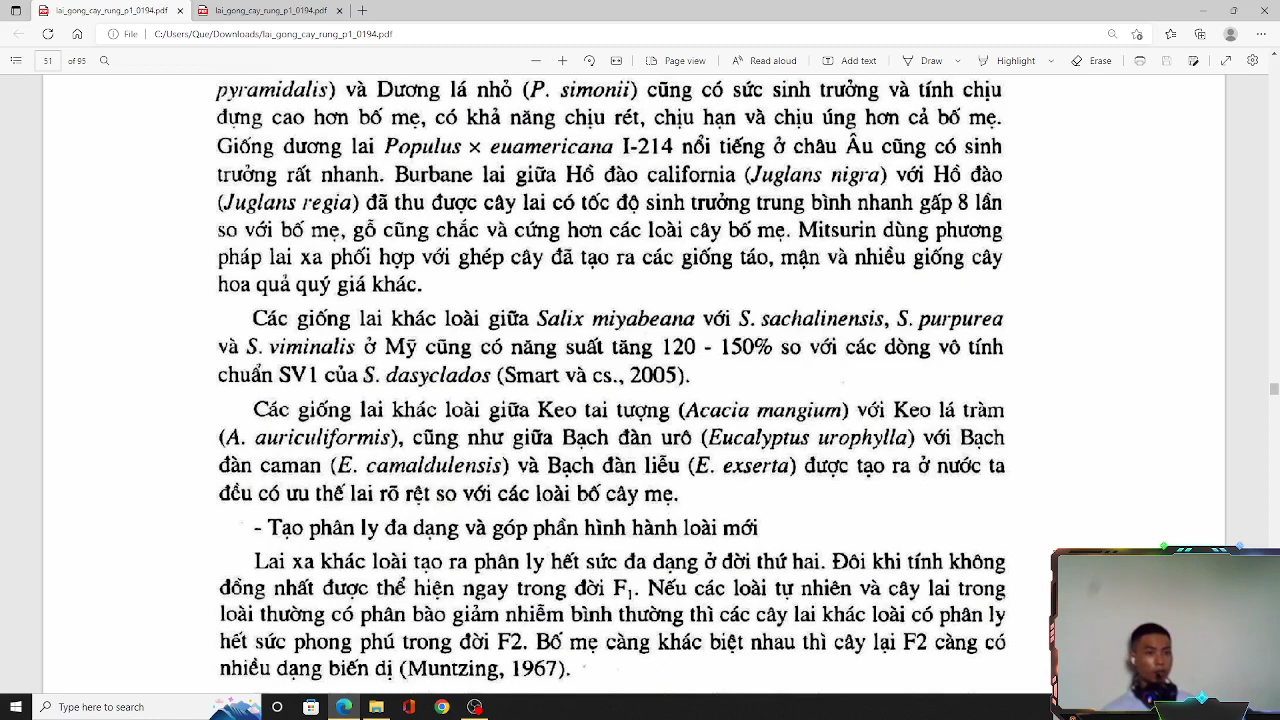 lai_gong_cay_rung_p1_0194.pdf
lai_gong_cay_rung_p1_0194.pdf
File
C:/Users/Que/Downloads/lai_gong_cay_rung_p1_0194.pdf
51
of 95
Page view
Read aloud
Add text
Draw
Highlight
Erase
pyramidalis) và Dương lá nhỏ (P. simonii) cũng có sức sinh trưởng và tính chịu
đựng cao hơn bố mẹ, có khả năng chịu rét, chịu hạn và chịu úng hơn cả bố mẹ.
Giống dương lai Populus × euamericana I-214 nổi tiếng ở châu Âu cũng có sinh
trưởng rất nhanh. Burbane lai giữa Hồ đào california (Juglans nigra) với Hồ đào
(Juglans regia) đã thu được cây lai có tốc độ sinh trưởng trung bình nhanh gấp 8 lần
so với bố mẹ, gỗ cũng chắc và cứng hơn các loài cây bố mẹ. Mitsurin dùng phương
pháp lai xa phối hợp với ghép cây đã tạo ra các giống táo, mận và nhiều giống cây
hoa quả quý giá khác.
Các giống lai khác loài giữa Salix miyabeana với S. sachalinensis, S. purpurea
và S. viminalis ở Mỹ cũng có năng suất tăng 120 - 150% so với các dòng vô tính
chuẩn SV1 của S. dasyclados (Smart và cs., 2005).
Các giống lai khác loài giữa Keo tai tượng (Acacia mangium) với Keo lá tràm
(A. auriculiformis), cũng như giữa Bạch đàn urô (Eucalyptus urophylla) với Bạch
đàn caman (E. camaldulensis) và Bạch đàn liễu (E. exserta) được tạo ra ở nước ta
đều có ưu thế lai rõ rệt so với các loài bố cây mẹ.
- Tạo phân ly đa dạng và góp phần hình hành loài mới
Lai xa khác loài tạo ra phân ly hết sức đa dạng ở đời thứ hai. Đôi khi tính không
đồng nhất được thể hiện ngay trong đời F1. Nếu các loài tự nhiên và cây lai trong
loài thường có phân bào giảm nhiễm bình thường thì các cây lai khác loài có phân ly
hết sức phong phú trong đời F2. Bố mẹ càng khác biệt nhau thì cây lại F2 càng có
nhiều dạng biến dị (Muntzing, 1967).
Type here to search